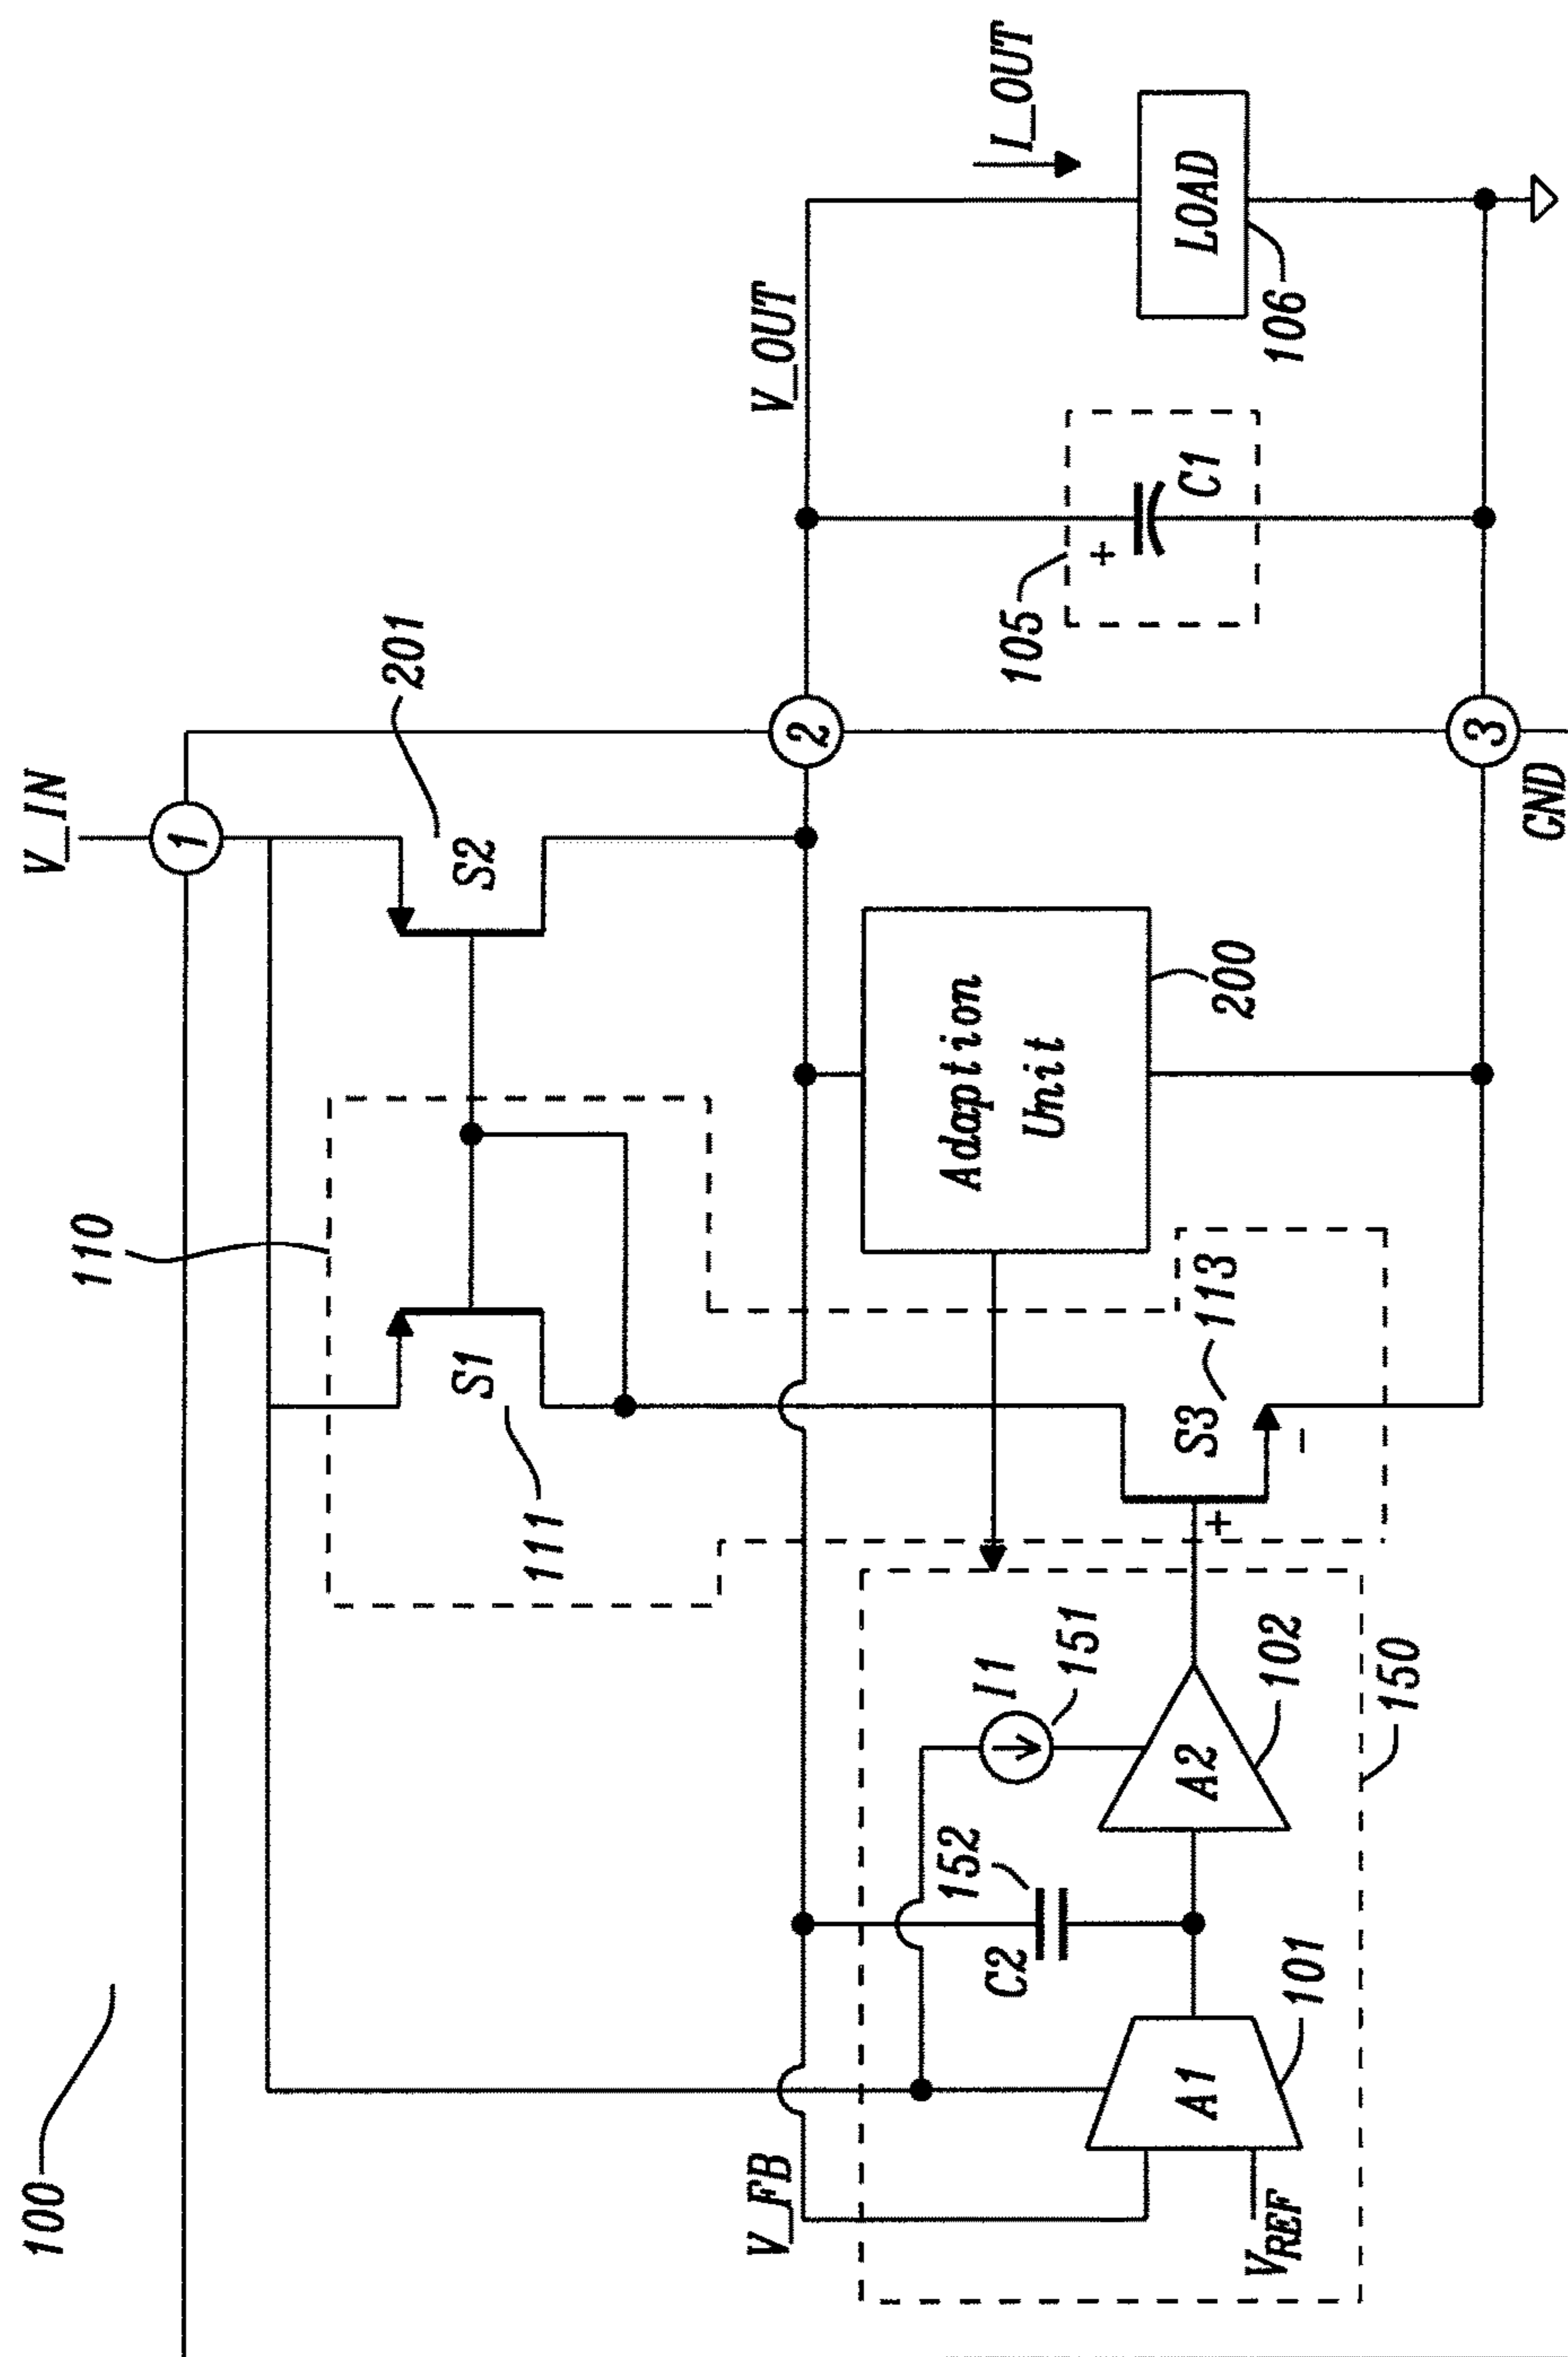 100
V_IN
1
110
S1
111
S2
201
V_FB
V_OUT
2
I_OUT
Adaption
Unit
200
105
+
C1
LOAD
106
C2
152
I1
151
A1
101
VREF
A2
102
150
+
S3
113
−
3
GND